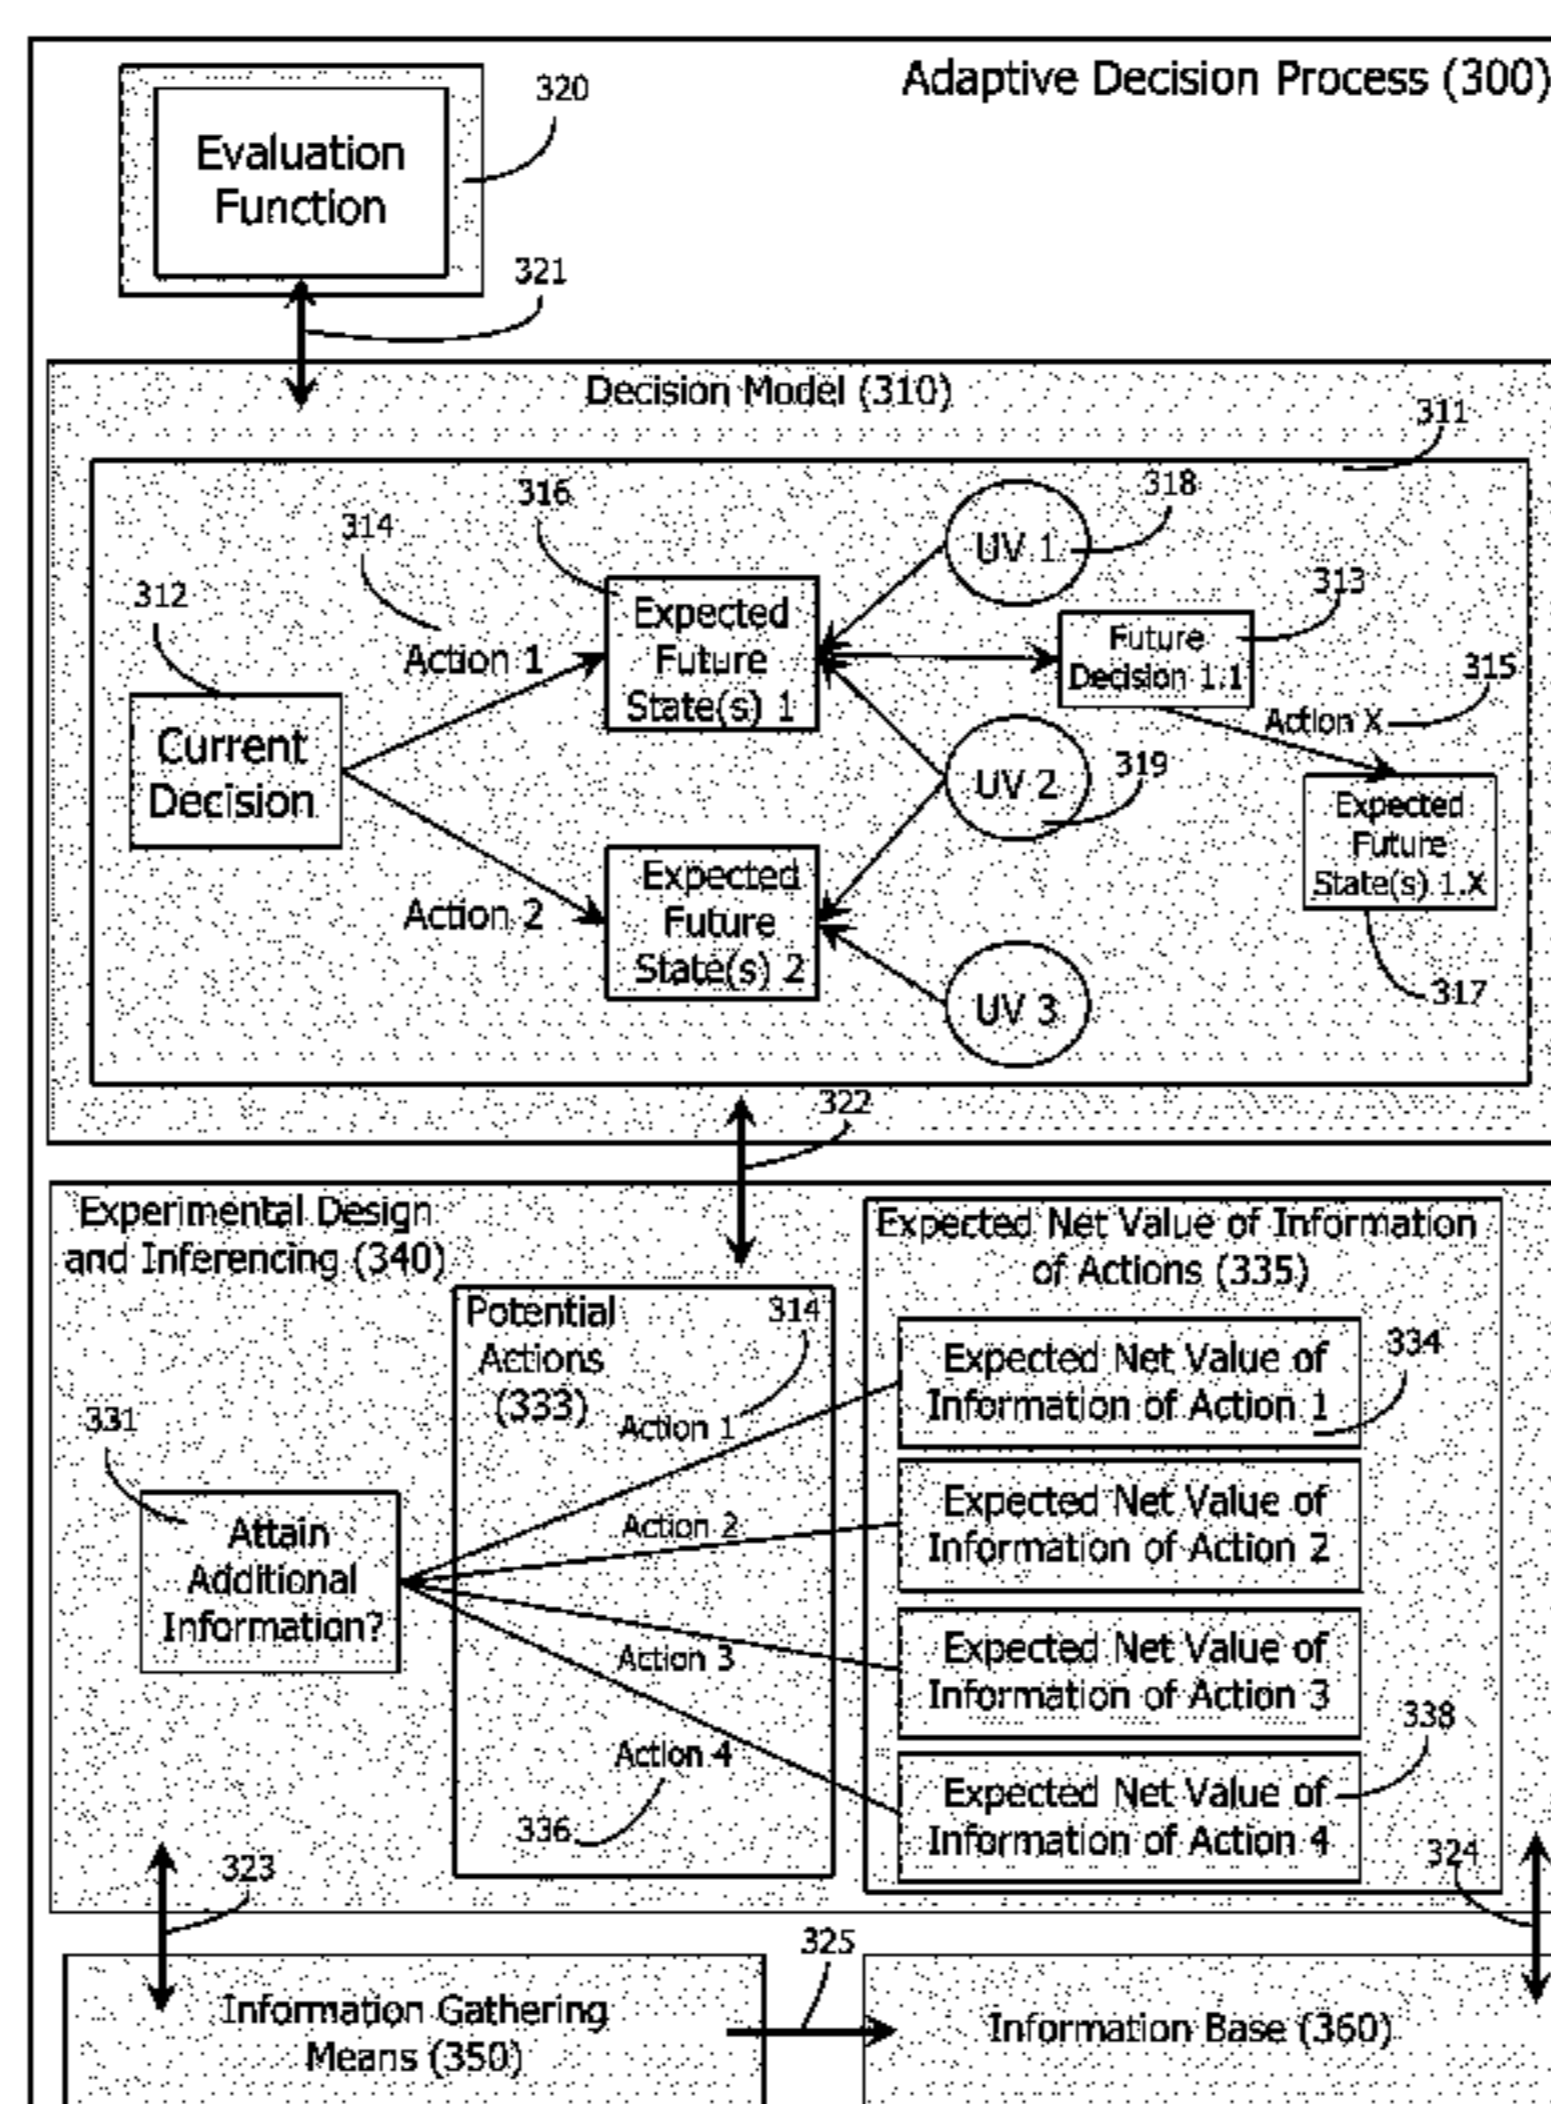 Adaptive Decision Process (300)
320
Evaluation
Function
321
Decision Model (310)
311
318
316
314
UV 1
313
312
Expected
Future
State(s) 1
Future
Decision 1.1
Action 1
315
Action X
Current
Decision
319
UV 2
Expected
Future
State(s) 1.X
Expected
Future
State(s) 2
Action 2
317
UV 3
322
Experimental Design
and Inferencing (340)
Expected Net Value of Information
of Actions (335)
Potential
Actions
(333)
314
Expected Net Value of
Information of Action 1
334
331
Action 1
Expected Net Value of
Information of Action 2
Action 2
Attain
Additional
Information?
Expected Net Value of
Information of Action 3
Action 3
338
Action 4
Expected Net Value of
Information of Action 4
336
324
323
325
Information Gathering
Means (350)
Information Base (360)